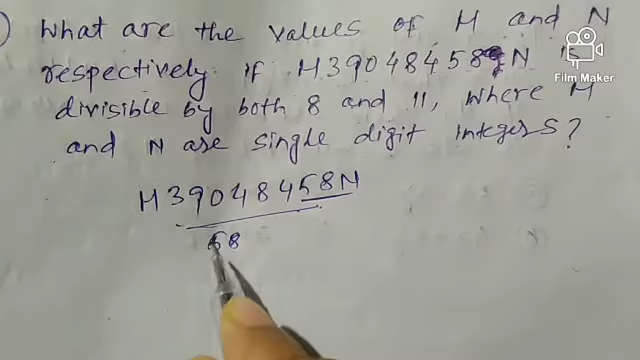 ) What are the values of M and N
respectively if M39048458N is
Film Maker
divisible by both 8 and 11, where M
and N are single digit integers?
M39048458N
58